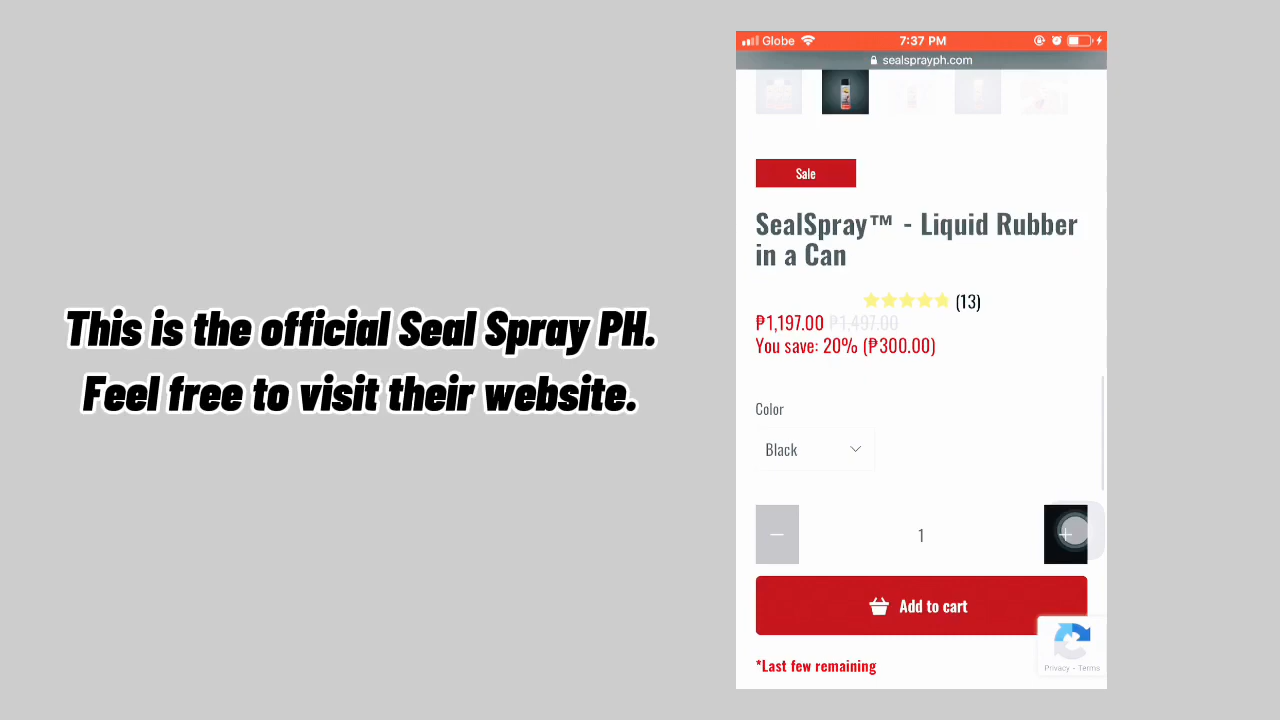 This is the official Seal Spray PH.
Feel free to visit their website.
Globe 7:37 PM
sealsprayph.com
Sale
SealSpray™ - Liquid Rubber
in a Can
(13)
₱1,197.00 ₱1,497.00
You save: 20% (₱300.00)
Color
Black
1
Add to cart
Privacy - Terms
*Last few remaining